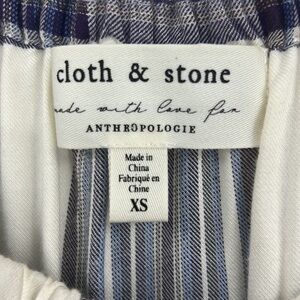 cloth & stone
made with love for
ANTHROPOLOGIE
Made in
China
Fabriqué en
Chine
XS